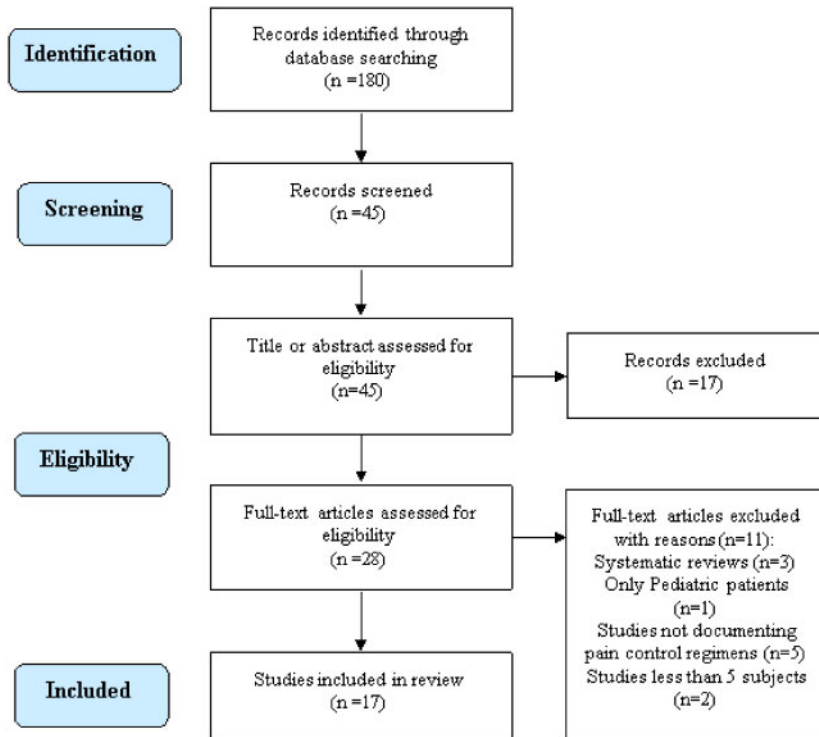 Identification
Records identified through
database searching
(n =180)
Screening
Records screened
(n =45)
Title or abstract assessed for
eligibility
(n=45)
Records excluded
(n =17)
Eligibility
Full-text articles assessed for
eligibility
(n =28)
Full-text articles excluded
with reasons(n=11):
Systematic reviews (n=3)
Only Pediatric patients
(n=1)
Studies not documenting
pain control regimens (n=5)
Studies less than 5 subjects
(n=2)
Included
Studies included in review
(n =17)